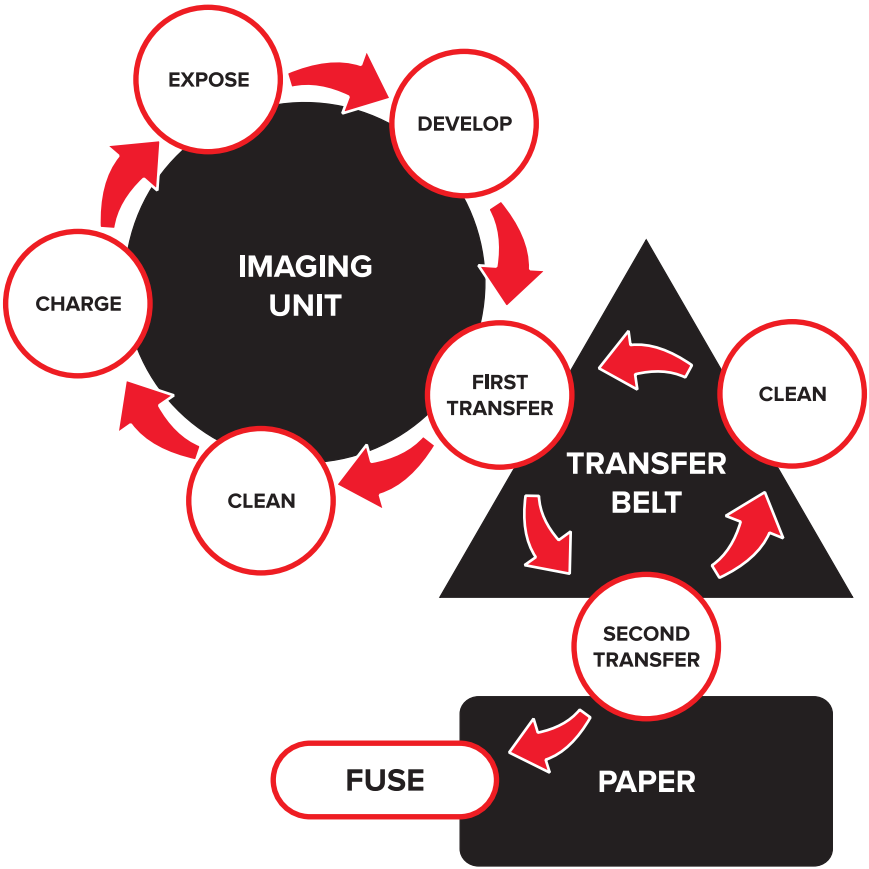 EXPOSE
DEVELOP
IMAGING
UNIT
CHARGE
FIRST
TRANSFER
CLEAN
CLEAN
TRANSFER
BELT
SECOND
TRANSFER
FUSE
PAPER